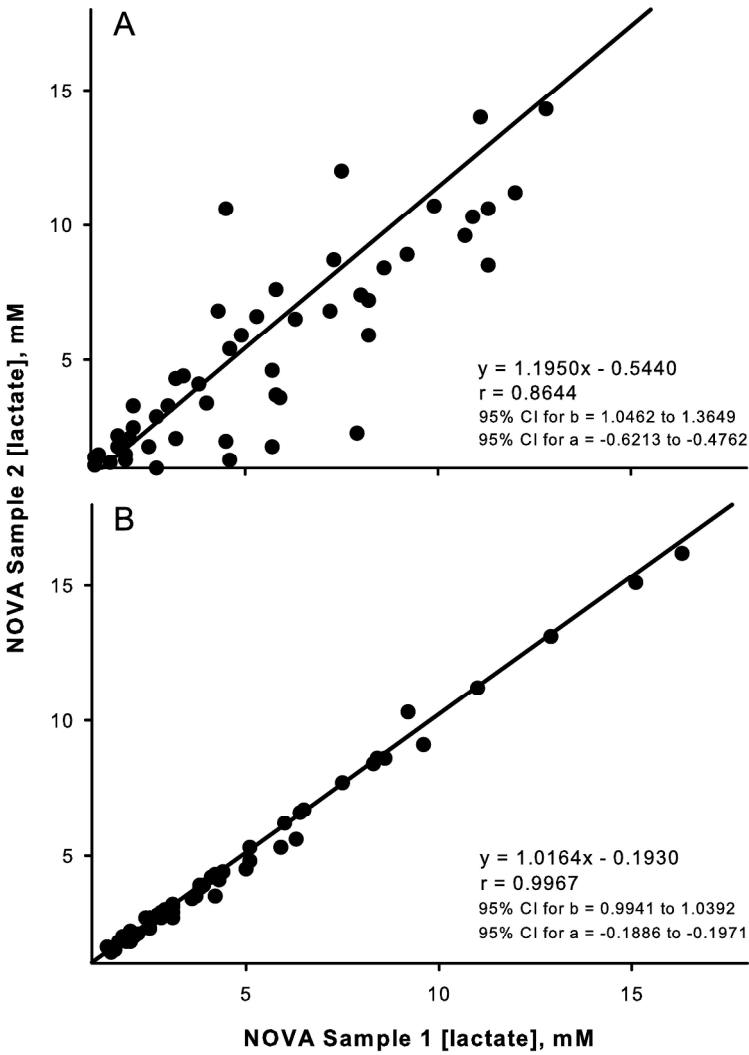 A
15
10
5
y = 1.1950x - 0.5440
r = 0.8644
95% CI for b = 1.0462 to 1.3649
95% CI for a = -0.6213 to -0.4762
NOVA Sample 2 [lactate], mM
B
15
10
5
y = 1.0164x - 0.1930
r = 0.9967
95% CI for b = 0.9941 to 1.0392
95% CI for a = -0.1886 to -0.1971
5 10 15
NOVA Sample 1 [lactate], mM